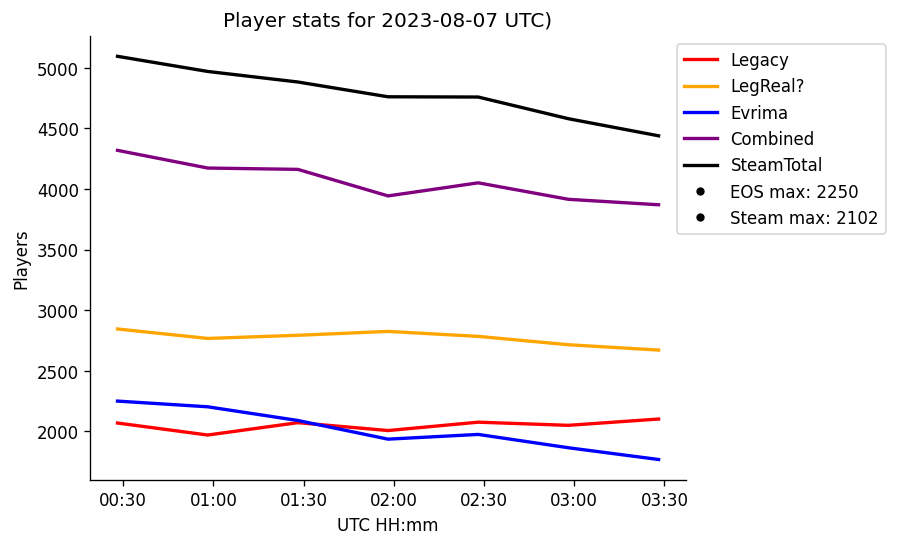 Player stats for 2023-08-07 UTC)
Players
5000
4500
4000
3500
3000
2500
2000
00:30 01:00 01:30 02:00 02:30 03:00 03:30
UTC HH:mm
Legacy
LegReal?
Evrima
Combined
SteamTotal
EOS max: 2250
Steam max: 2102